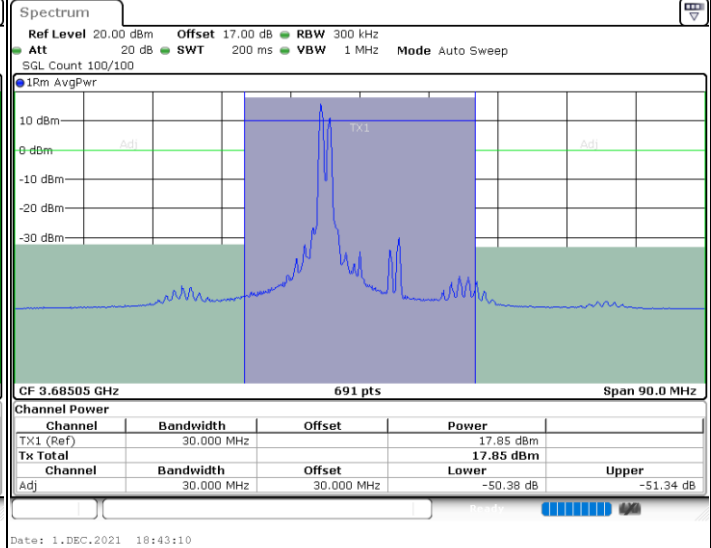 Spectrum
Ref Level 20.00 dBm Offset 17.00 dB RBW 300 kHz
Att 20 dB SWT 200 ms VBW 1 MHz Mode Auto Sweep
SGL Count 100/100
1Rm AvgPwr
10 dBm
TX1
Adj
Adj
0 dBm
-10 dBm
-20 dBm
-30 dBm
CF 3.68505 GHz 691 pts Span 90.0 MHz
Channel Power
Channel Bandwidth Offset Power
TX1 (Ref) 30.000 MHz 17.85 dBm
Tx Total 17.85 dBm
Channel Bandwidth Offset Lower Upper
Adj 30.000 MHz 30.000 MHz -50.38 dB -51.34 dB
Ready
Date: 1.DEC.2021 18:43:10